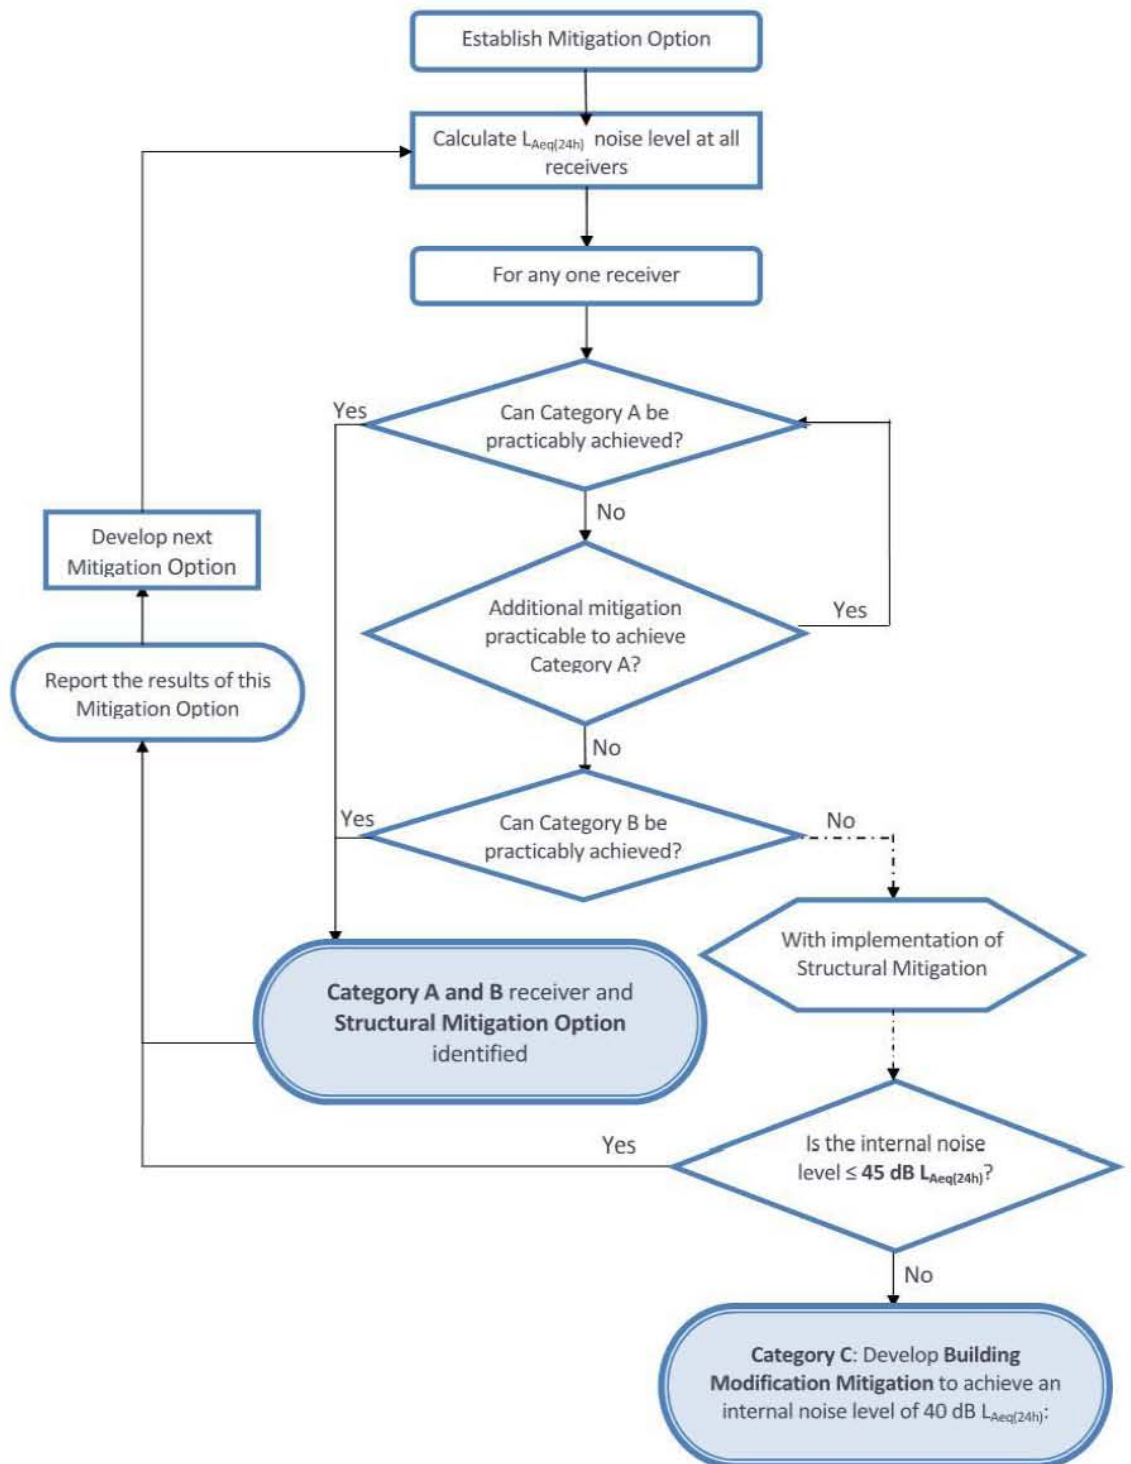 Establish Mitigation Option
Calculate LAeq(24h) noise level at all
receivers
For any one receiver
Yes
Can Category A be
practicably achieved?
No
Develop next
Mitigation Option
Additional mitigation
practicable to achieve
Category A?
Yes
Report the results of this
Mitigation Option
No
Yes
Can Category B be
practicably achieved?
No
With implementation of
Structural Mitigation
Category A and B receiver and
Structural Mitigation Option
identified
Yes
Is the internal noise
level ≤ 45 dB LAeq(24h)?
No
Category C: Develop Building
Modification Mitigation to achieve an
internal noise level of 40 dB LAeq(24h):